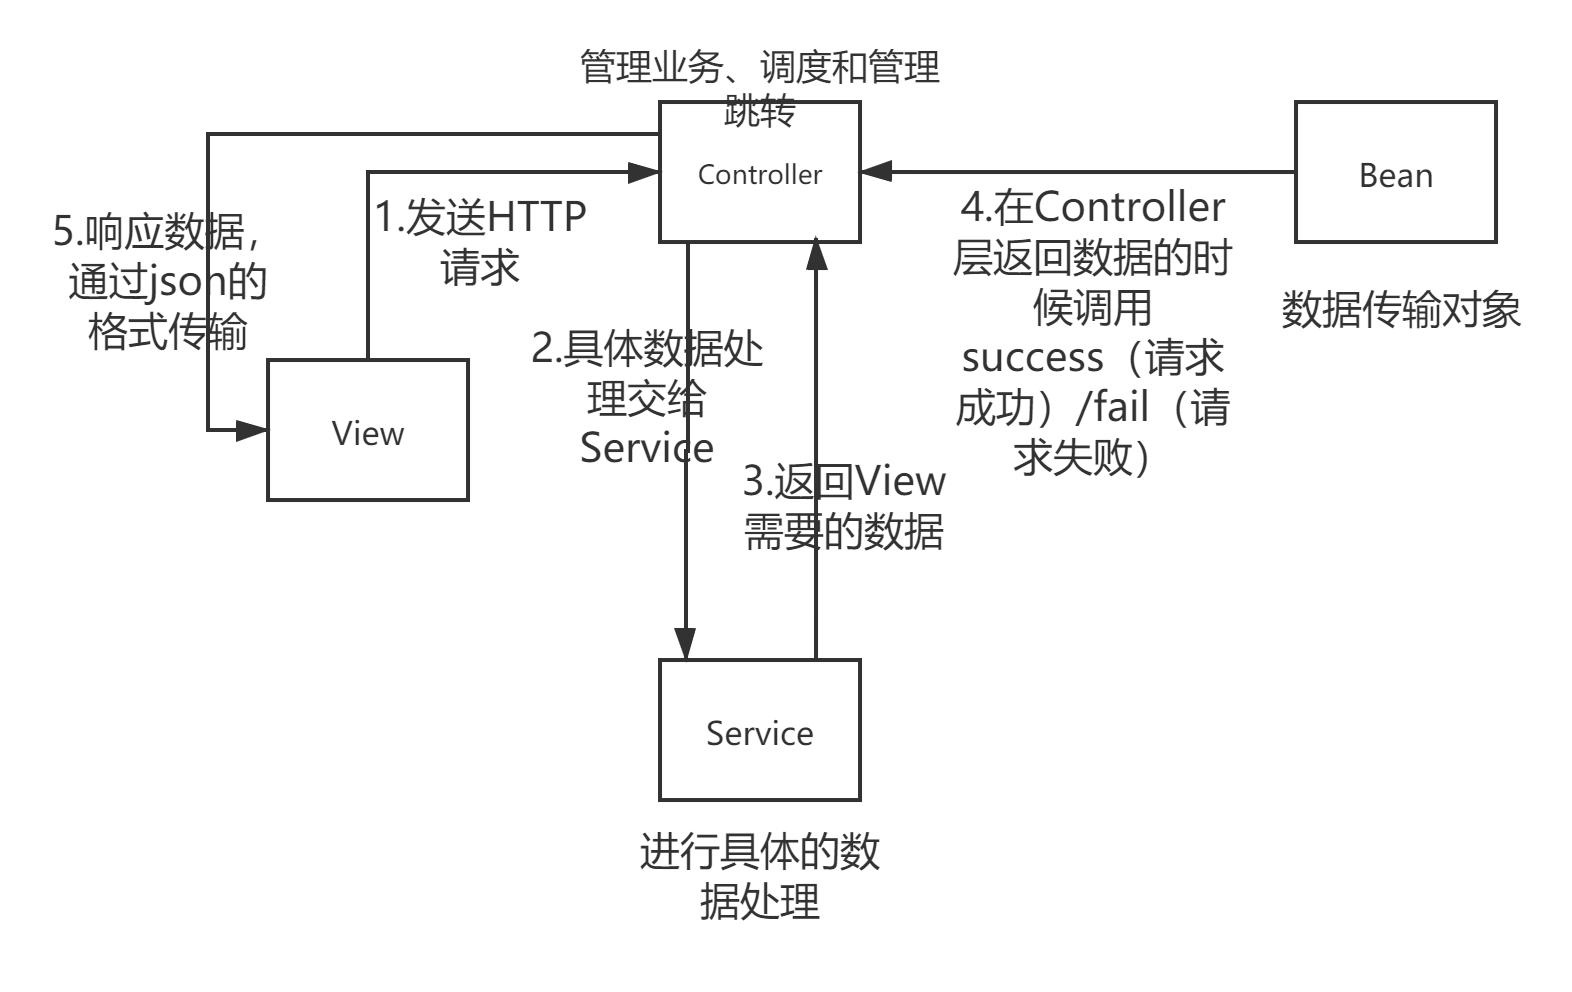 管理业务、调度和管理
跳转
Controller
Bean
1.发送HTTP
请求
5.响应数据，
通过json的
格式传输
4.在Controller
层返回数据的时
候调用
success（请求
成功）/fail（请
求失败）
数据传输对象
2.具体数据处
理交给
Service
View
3.返回View
需要的数据
Service
进行具体的数
据处理